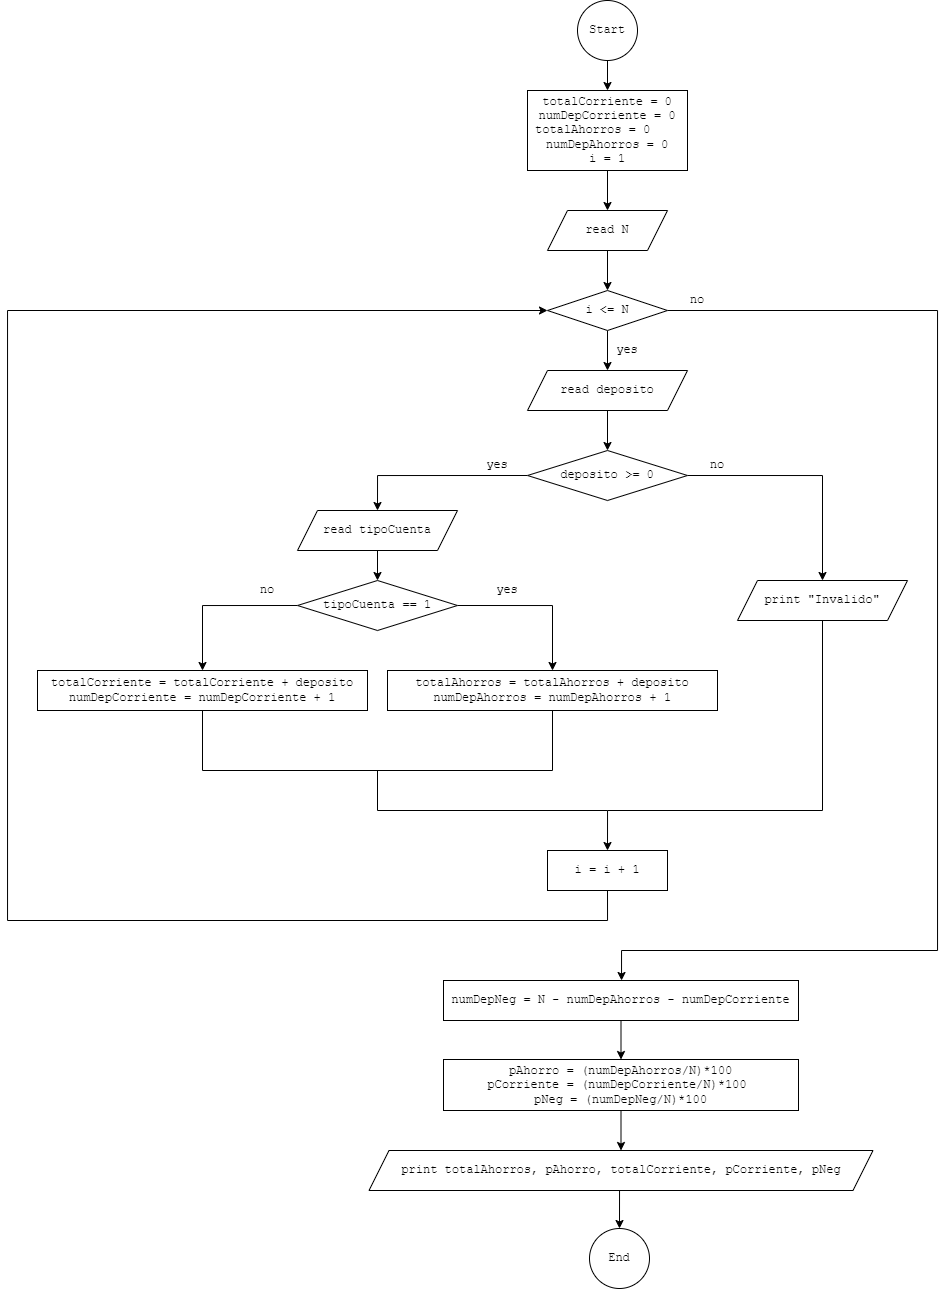 Start
totalCorriente = 0
numDepCorriente = 0
totalAhorros = 0
numDepAhorros = 0
i = 1
read N
i <= N
no
yes
read deposito
deposito >= 0
yes
no
read tipoCuenta
tipoCuenta == 1
no
yes
print "Invalido"
totalCorriente = totalCorriente + deposito
numDepCorriente = numDepCorriente + 1
totalAhorros = totalAhorros + deposito
numDepAhorros = numDepAhorros + 1
i = i + 1
numDepNeg = N - numDepAhorros - numDepCorriente
pAhorro = (numDepAhorros/N)*100
pCorriente = (numDepCorriente/N)*100
pNeg = (numDepNeg/N)*100
print totalAhorros, pAhorro, totalCorriente, pCorriente, pNeg
End